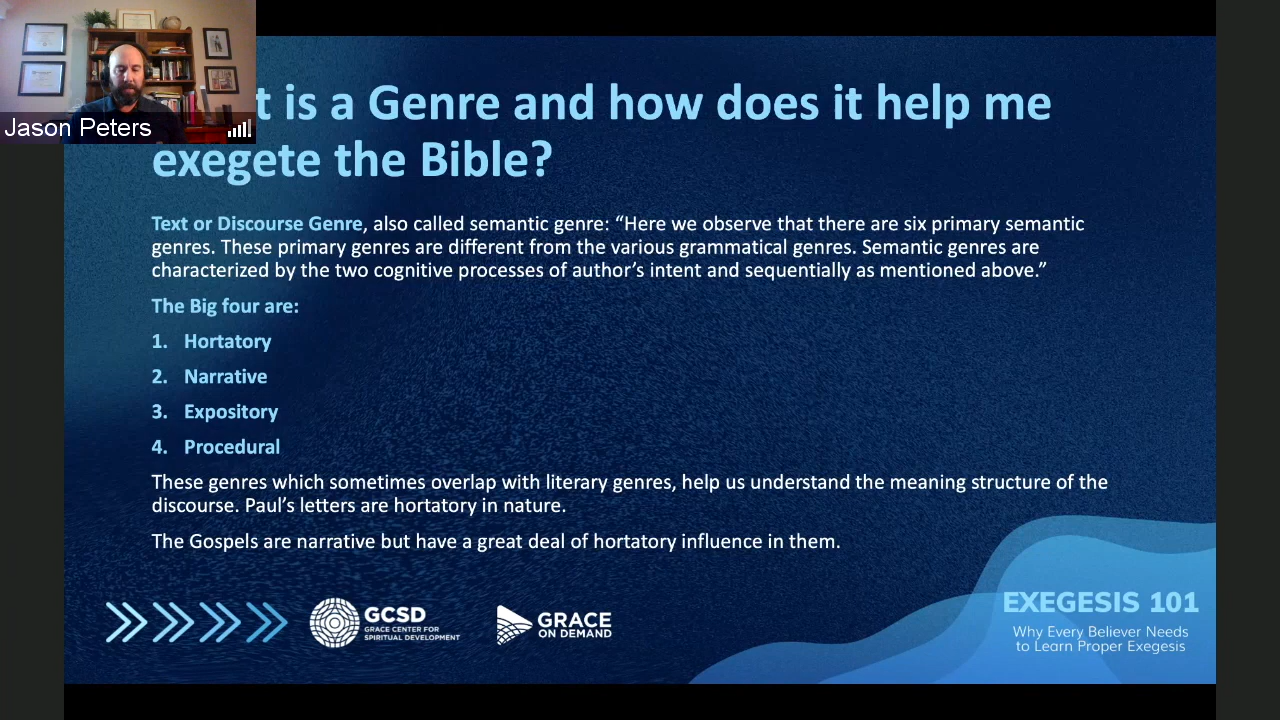 Jason Peters
t is a Genre and how does it help me
exegete the Bible?
Text or Discourse Genre, also called semantic genre: “Here we observe that there are six primary semantic
genres. These primary genres are different from the various grammatical genres. Semantic genres are
characterized by the two cognitive processes of author’s intent and sequentially as mentioned above.”
The Big four are:
1. Hortatory
2. Narrative
3. Expository
4. Procedural
These genres which sometimes overlap with literary genres, help us understand the meaning structure of the
discourse. Paul’s letters are hortatory in nature.
The Gospels are narrative but have a great deal of hortatory influence in them.
GCSD
GRACE CENTER FOR
SPIRITUAL DEVELOPMENT
GRACE
ON DEMAND
EXEGESIS 101
Why Every Believer Needs
to Learn Proper Exegesis